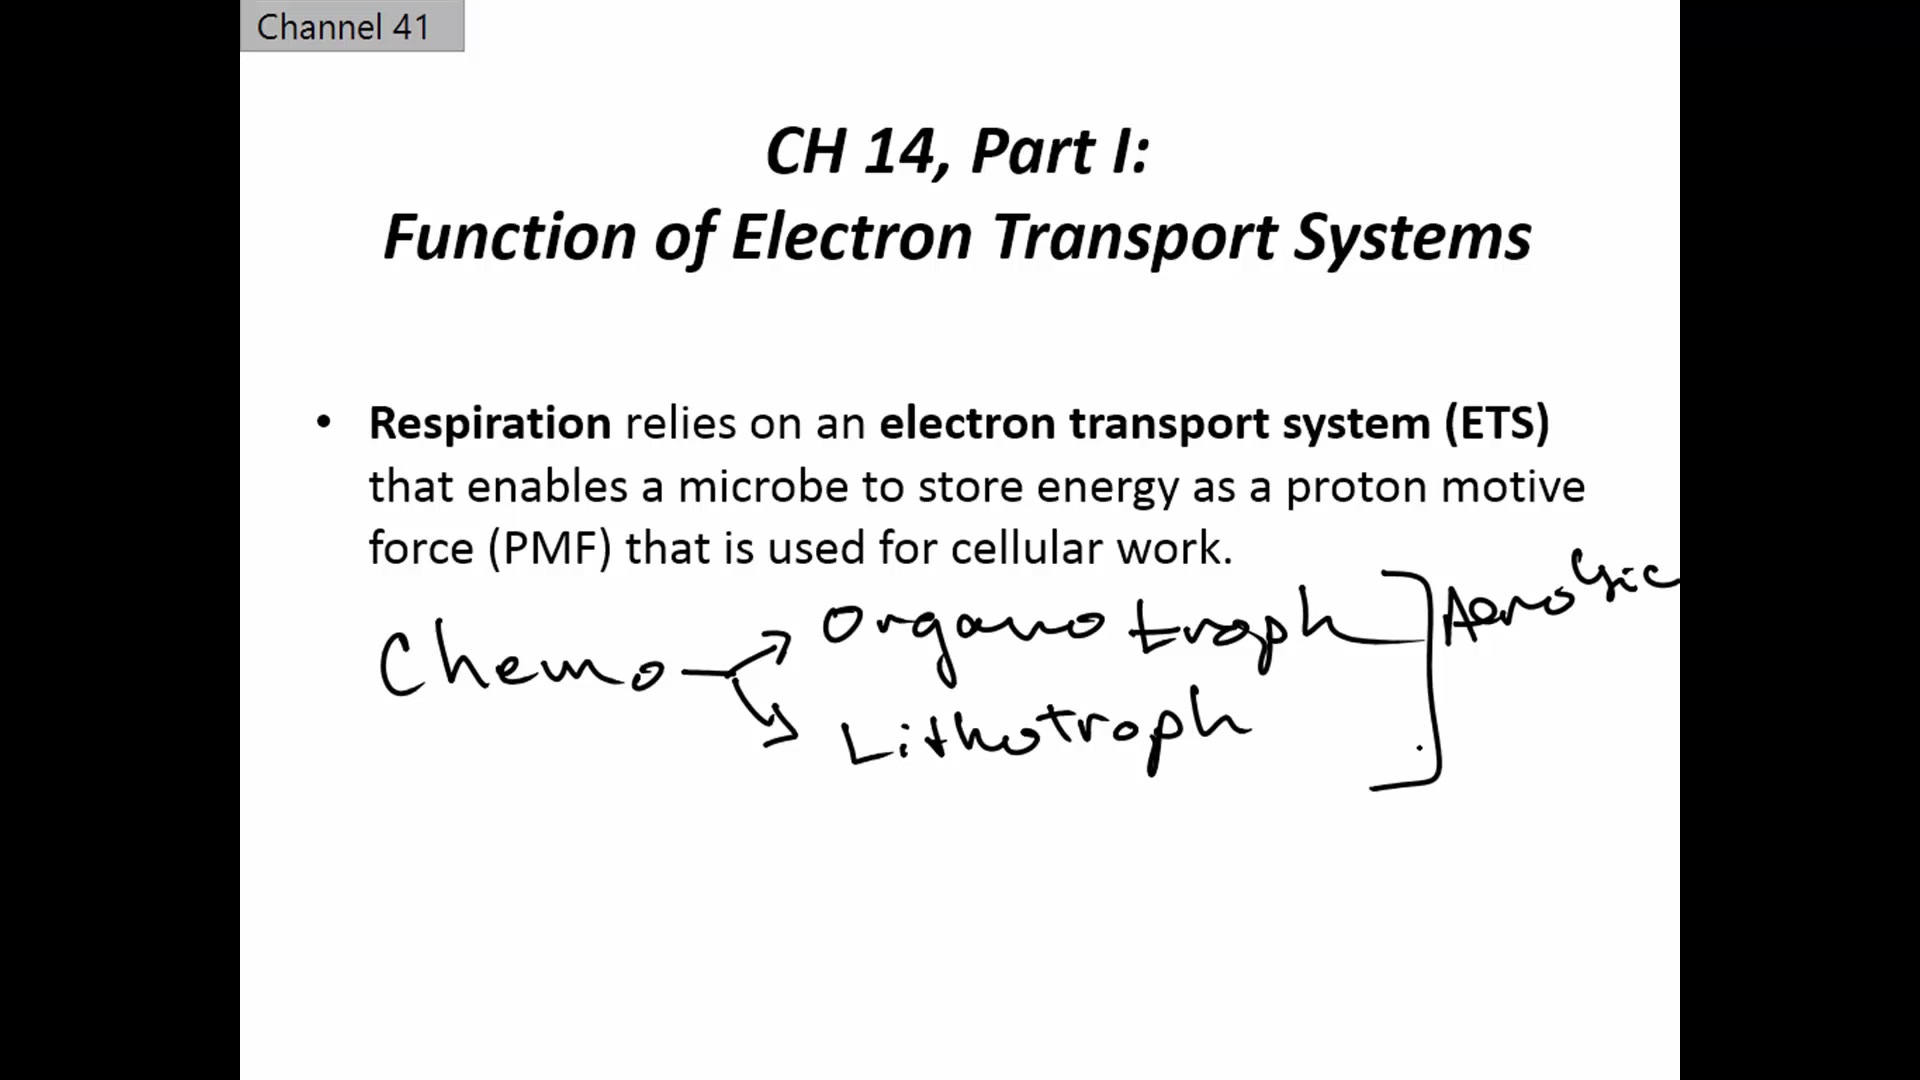 Channel 41
CH 14, Part I:
Function of Electron Transport Systems
• Respiration relies on an electron transport system (ETS)
that enables a microbe to store energy as a proton motive
force (PMF) that is used for cellular work.
Chemo
Organotroph
Lithotroph
Aerobic